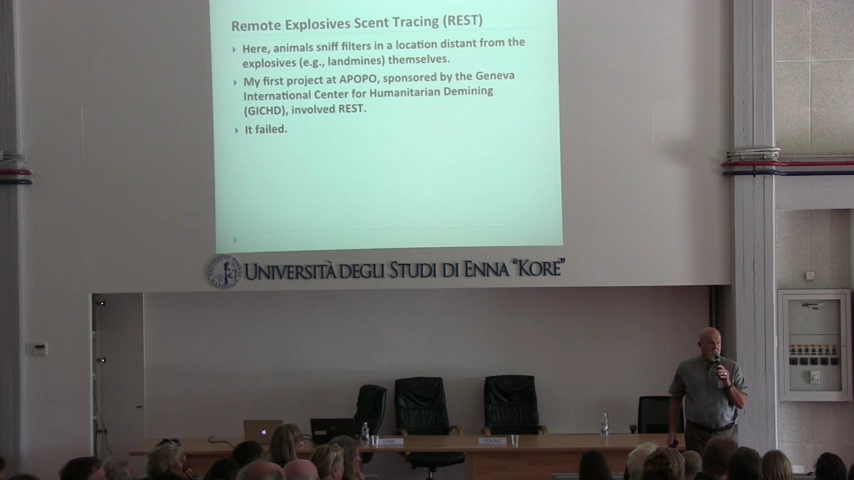 Remote Explosives Scent Tracing (REST)
Here, animals sniff filters in a location distant from the
explosives (e.g., landmines) themselves.
My first project at APOPO, sponsored by the Geneva
International Center for Humanitarian Demining
(GICHD), involved REST.
It failed.
UNIVERSITÀ DEGLI STUDI DI ENNA "KORE"